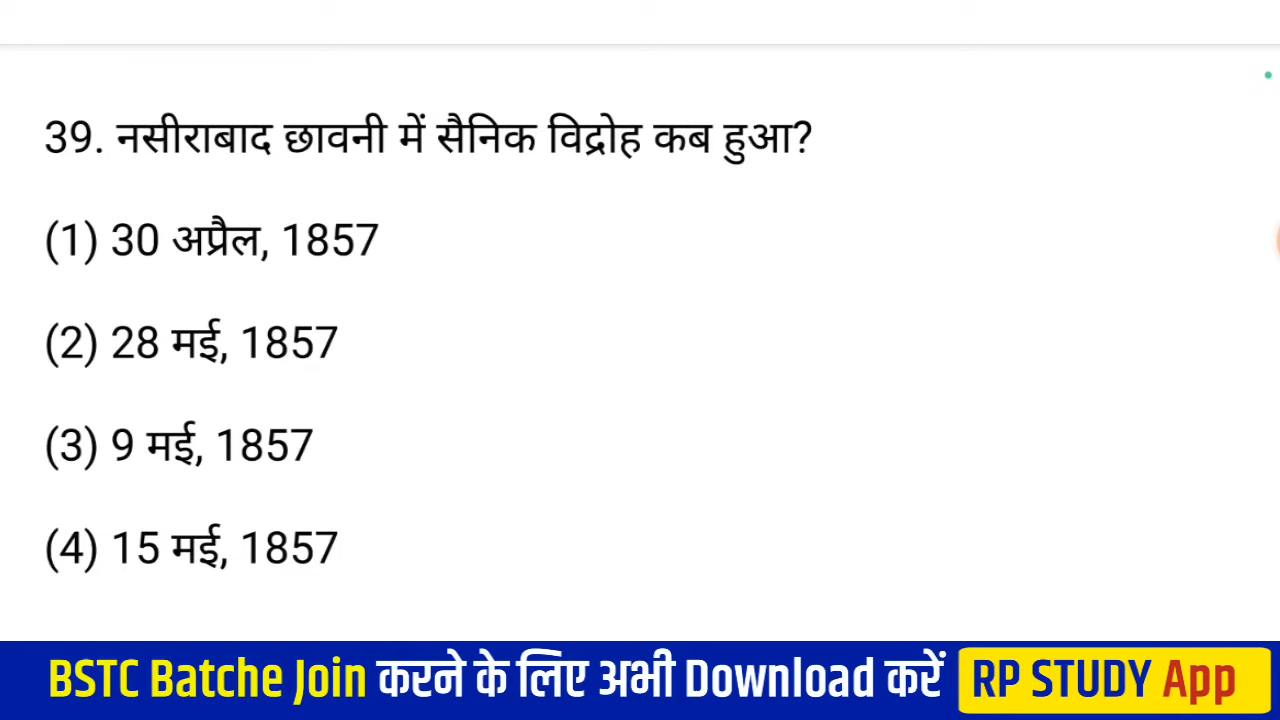 39. नसीराबाद छावनी में सैनिक विद्रोह कब हुआ?
(1) 30 अप्रैल, 1857
(2) 28 मई, 1857
(3) 9 मई, 1857
(4) 15 मई, 1857
BSTC Batche Join करने के लिए अभी Download करें RP STUDY App